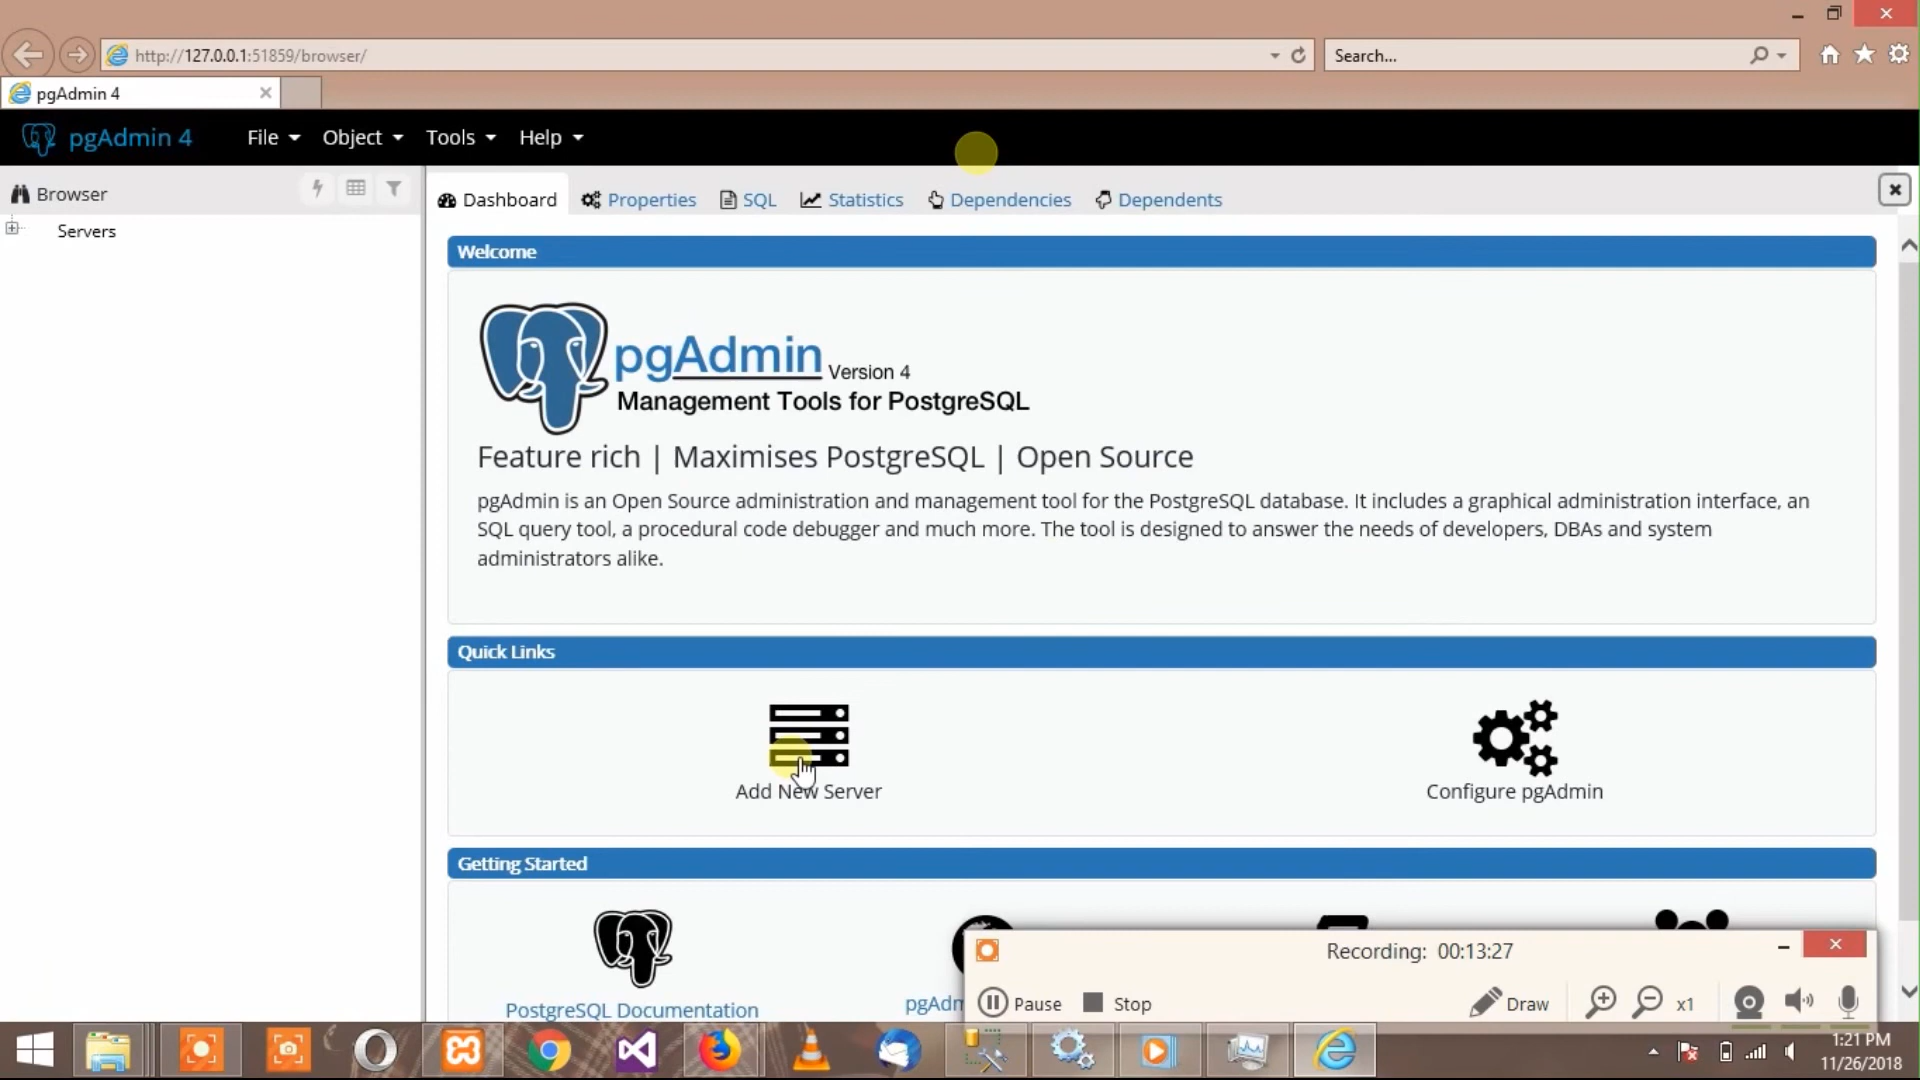 http://127.0.0.1:51859/browser/
Search...
pgAdmin 4
pgAdmin 4 File Object Tools Help
Browser
Dashboard Properties SQL Statistics Dependencies Dependents
Servers
Welcome
pgAdmin Version 4
Management Tools for PostgreSQL
Feature rich | Maximises PostgreSQL | Open Source
pgAdmin is an Open Source administration and management tool for the PostgreSQL database. It includes a graphical administration interface, an
SQL query tool, a procedural code debugger and much more. The tool is designed to answer the needs of developers, DBAs and system
administrators alike.
Quick Links
Add New Server
Configure pgAdmin
Getting Started
PostgreSQL Documentation
Recording: 00:13:27
Pause Stop Draw x1
1:21 PM
11/26/2018